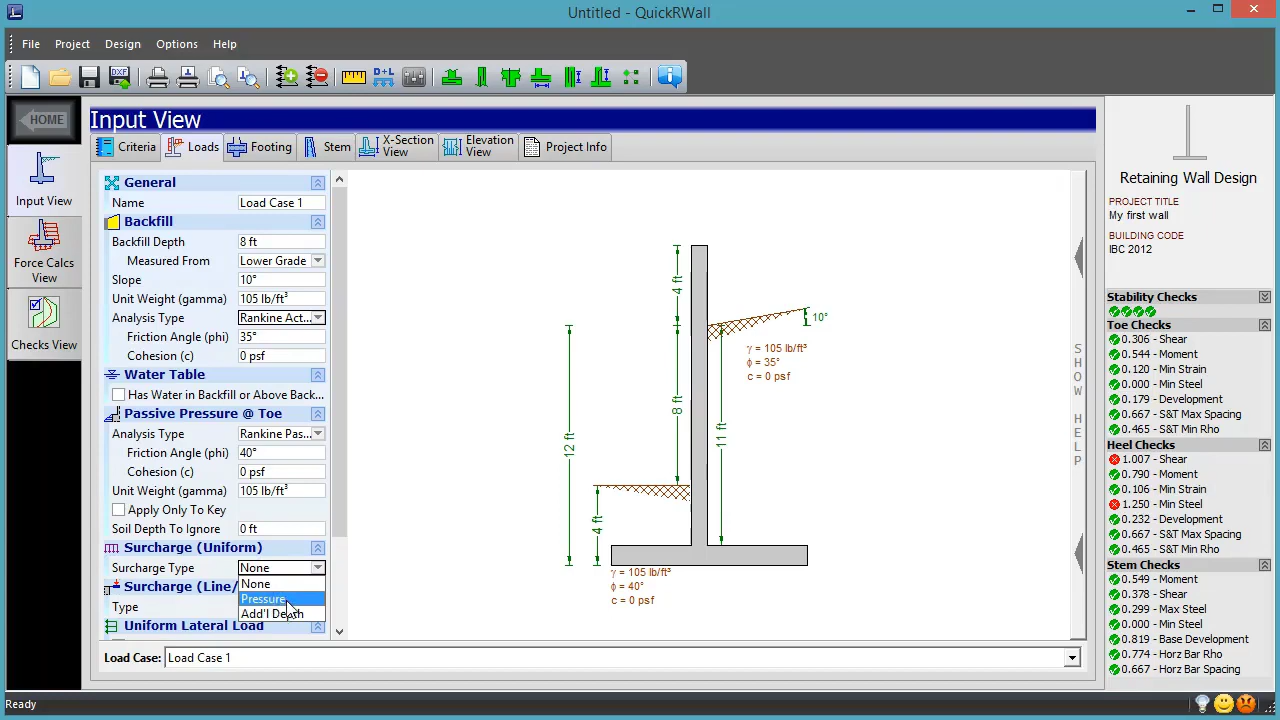 Untitled - QuickRWall
File Project Design Options Help
DXF D+L
HOME
Input View
Force Calcs
View
Checks View
Input View
Criteria Loads Footing Stem X-Section
View Elevation
View Project Info
General
Name Load Case 1
Backfill
Backfill Depth 8 ft
Measured From Lower Grade
Slope 10°
Unit Weight (gamma) 105 lb/ft³
Analysis Type Rankine Act...
Friction Angle (phi) 35°
Cohesion (c) 0 psf
Water Table
Has Water in Backfill or Above Back...
Passive Pressure @ Toe
Analysis Type Rankine Pas...
Friction Angle (phi) 40°
Cohesion (c) 0 psf
Unit Weight (gamma) 105 lb/ft³
Apply Only To Key
Soil Depth To Ignore 0 ft
Surcharge (Uniform)
Surcharge Type None
None
Surcharge (Line/
Pressure
Type
Add'l Depth
Uniform Lateral Load
4 ft
10°
γ = 105 lb/ft³
ϕ = 35°
c = 0 psf
8 ft
12 ft
11 ft
4 ft
γ = 105 lb/ft³
ϕ = 40°
c = 0 psf
SHOW HELP
Load Case: Load Case 1
Retaining Wall Design
PROJECT TITLE
My first wall
BUILDING CODE
IBC 2012
Stability Checks
Toe Checks
0.306 - Shear
0.544 - Moment
0.120 - Min Strain
0.000 - Min Steel
0.179 - Development
0.667 - S&T Max Spacing
0.465 - S&T Min Rho
Heel Checks
1.007 - Shear
0.790 - Moment
0.106 - Min Strain
1.250 - Min Steel
0.232 - Development
0.667 - S&T Max Spacing
0.465 - S&T Min Rho
Stem Checks
0.549 - Moment
0.378 - Shear
0.299 - Max Steel
0.000 - Min Steel
0.819 - Base Development
0.774 - Horz Bar Rho
0.667 - Horz Bar Spacing
Ready